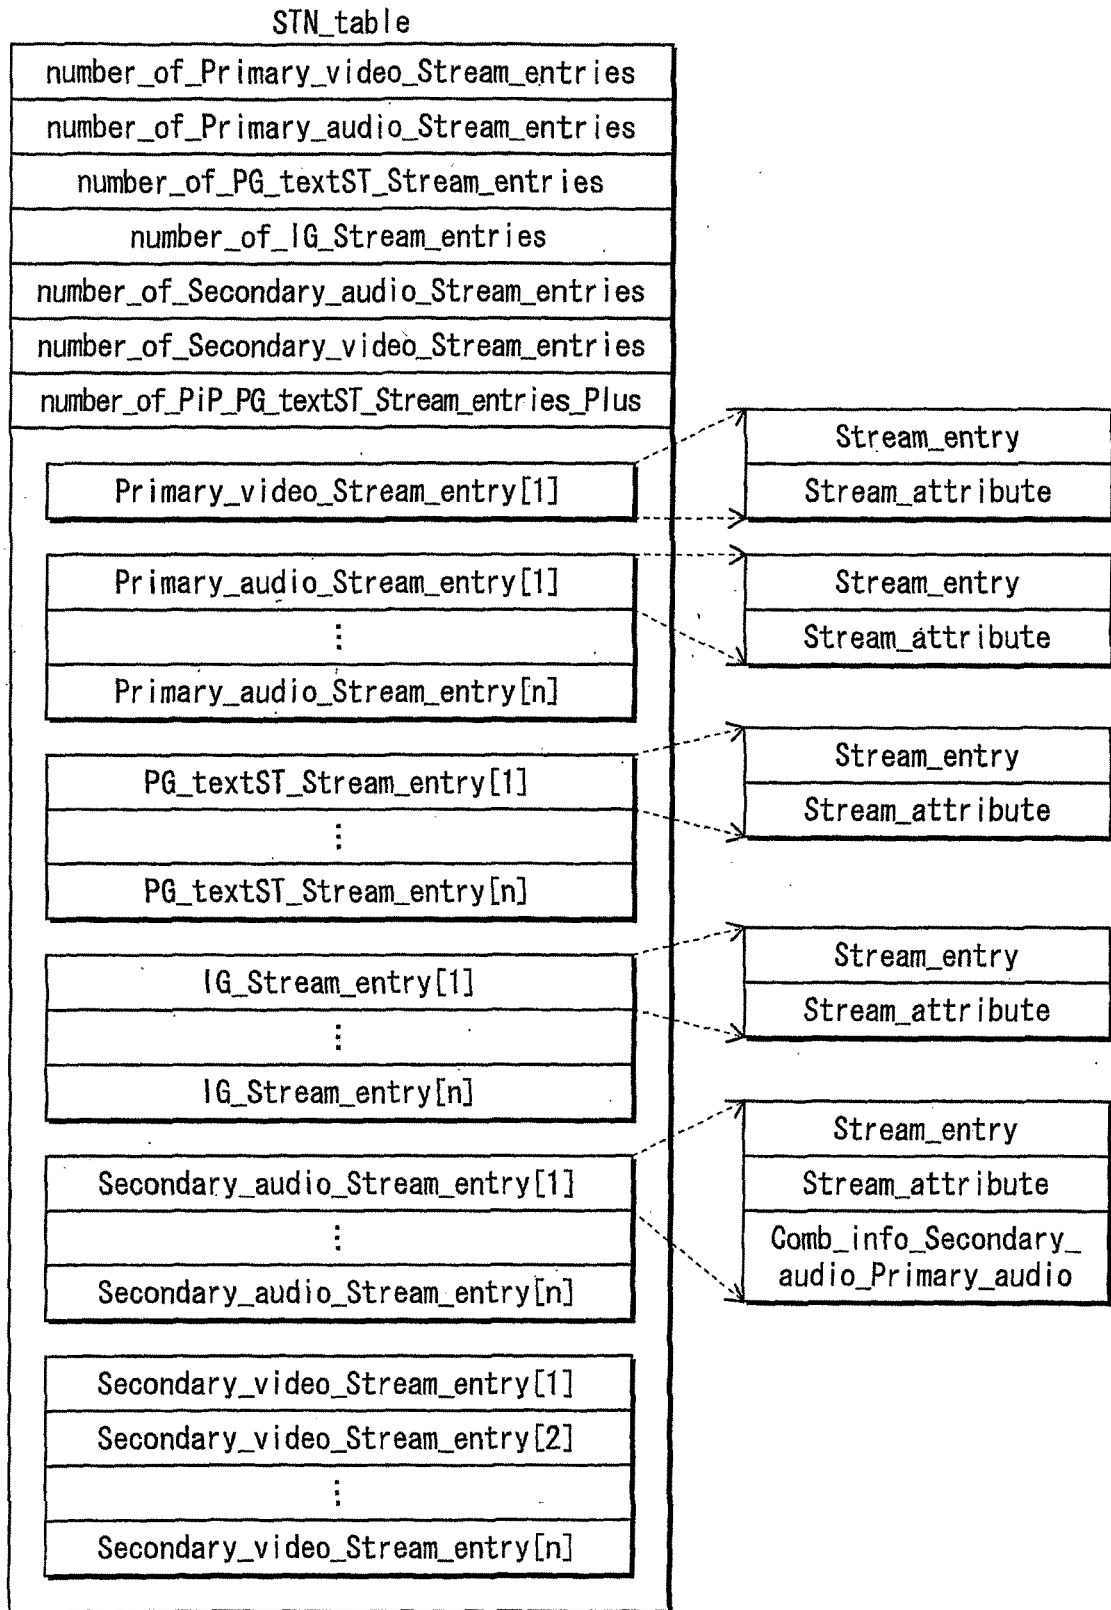 STN_table
number_of_Primary_video_Stream_entries
number_of_Primary_audio_Stream_entries
number_of_PG_textST_Stream_entries
number_of_IG_Stream_entries
number_of_Secondary_audio_Stream_entries
number_of_Secondary_video_Stream_entries
number_of_PiP_PG_textST_Stream_entries_Plus
Primary_video_Stream_entry[1]
Stream_entry
Stream_attribute
Primary_audio_Stream_entry[1]
⋮
Primary_audio_Stream_entry[n]
Stream_entry
Stream_attribute
PG_textST_Stream_entry[1]
⋮
PG_textST_Stream_entry[n]
Stream_entry
Stream_attribute
IG_Stream_entry[1]
⋮
IG_Stream_entry[n]
Stream_entry
Stream_attribute
Secondary_audio_Stream_entry[1]
⋮
Secondary_audio_Stream_entry[n]
Stream_entry
Stream_attribute
Comb_info_Secondary_
audio_Primary_audio
Secondary_video_Stream_entry[1]
Secondary_video_Stream_entry[2]
⋮
Secondary_video_Stream_entry[n]